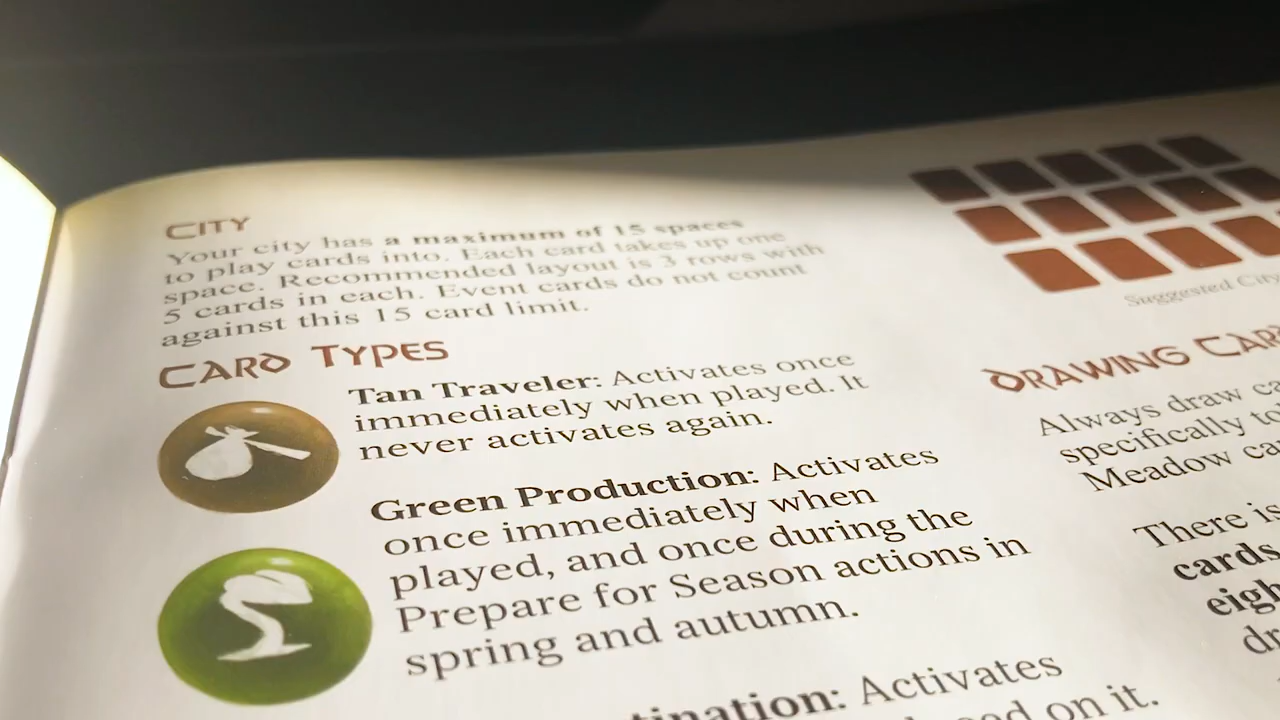 CITY
Your city has a maximum of 15 spaces
to play cards into. Each card takes up one
space. Recommended layout is 3 rows with
5 cards in each. Event cards do not count
against this 15 card limit.
CARD TYPES
Tan Traveler: Activates once
immediately when played. It
never activates again.
Green Production: Activates
once immediately when
played, and once during the
Prepare for Season actions in
spring and autumn.
Activates
on it.
Suggested City
DRAWING
Always draw
specifically
Meadow
There is
cards